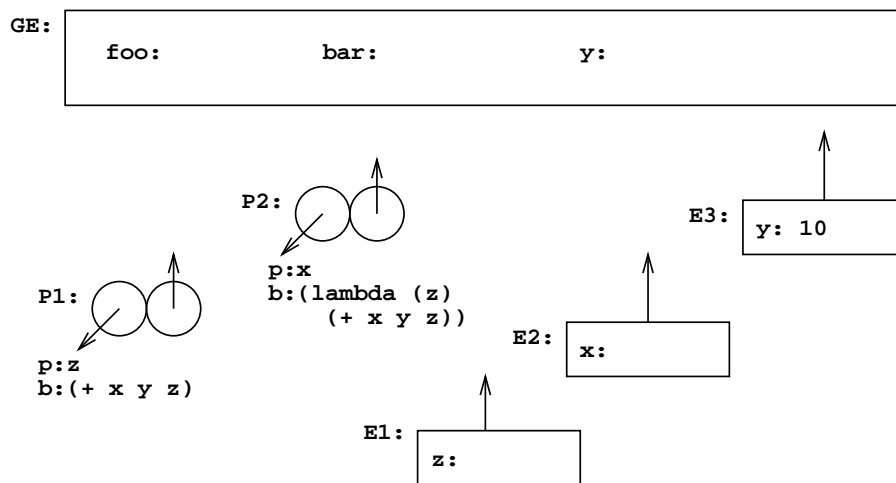 GE:
foo: bar: y:
P2:
p:x
b:(lambda (z)
(+ x y z))
E3:
y: 10
P1:
p:z
b:(+ x y z)
E2:
x:
E1:
z: